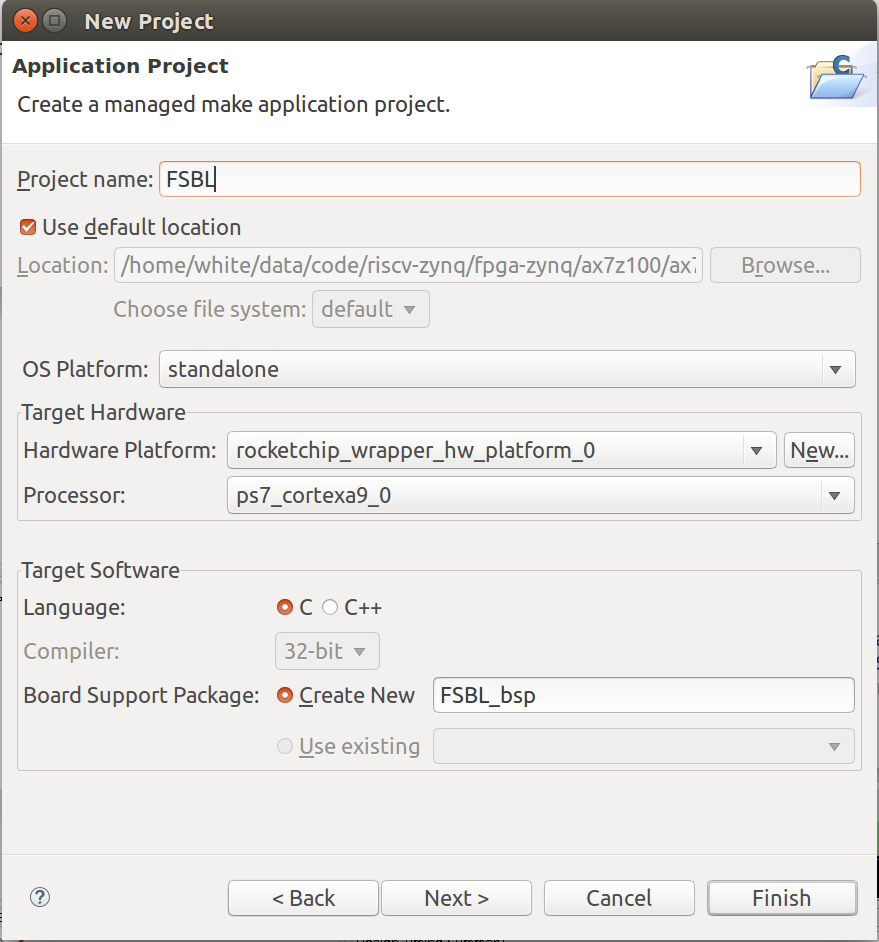 New Project
Application Project
Create a managed make application project.
Project name: FSBL
Use default location
Location: /home/white/data/code/riscv-zynq/fpga-zynq/ax7z100/ax7 Browse...
Choose file system: default
OS Platform: standalone
Target Hardware
Hardware Platform: rocketchip_wrapper_hw_platform_0 New...
Processor: ps7_cortexa9_0
Target Software
Language: C C++
Compiler: 32-bit
Board Support Package: Create New FSBL_bsp
Use existing
? < Back Next > Cancel Finish